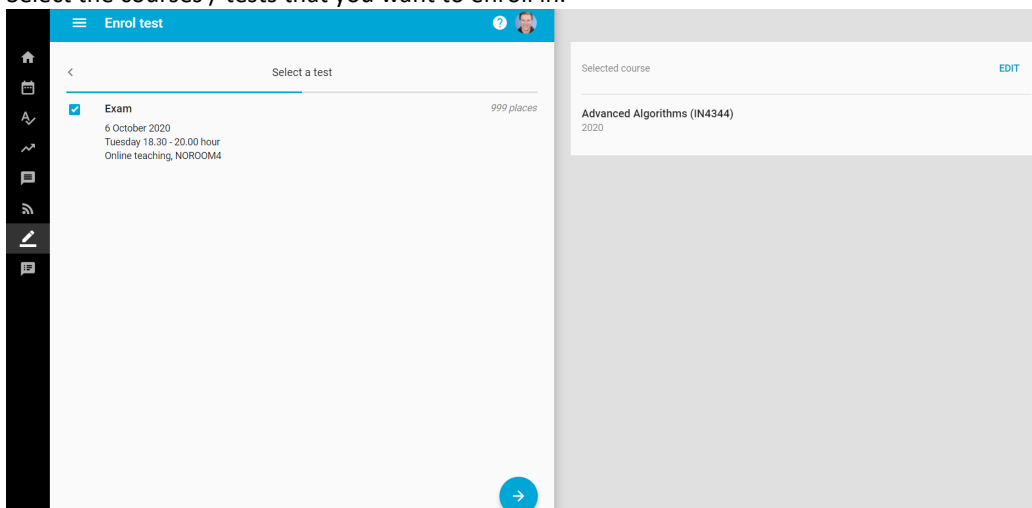 Select the courses / tests that you want to enroll in.
Enrol test
Select a test
Exam
999 places
6 October 2020
Tuesday 18.30 - 20.00 hour
Online teaching, NOROOM4
Selected course
EDIT
Advanced Algorithms (IN4344)
2020